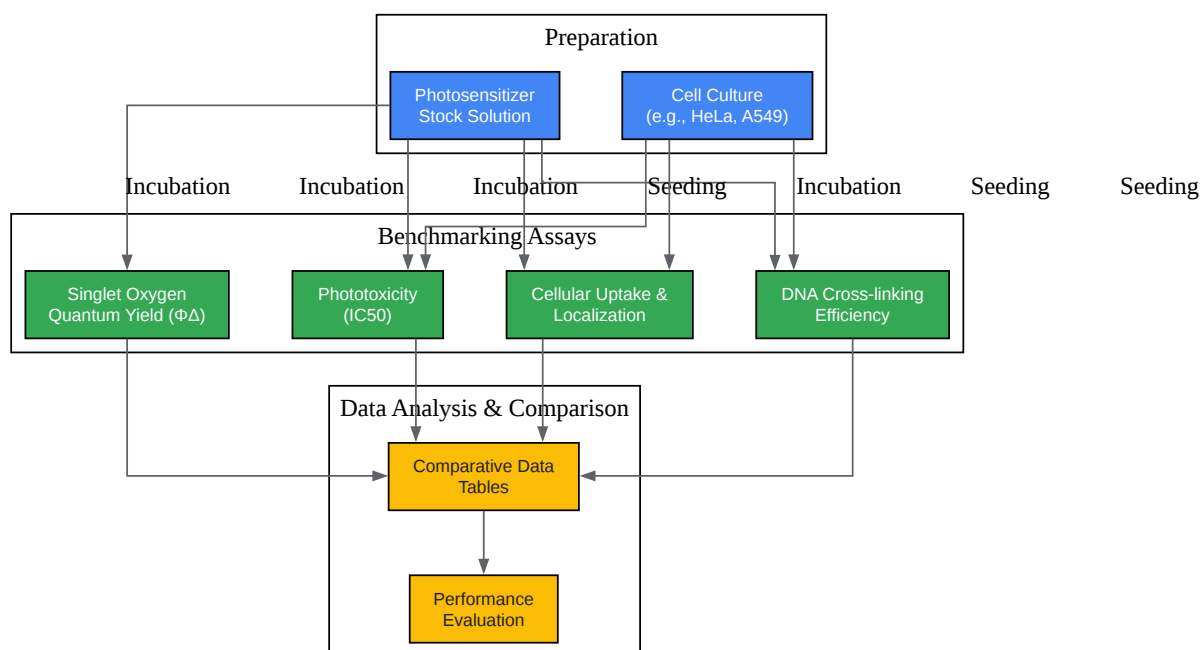 Preparation
Photosensitizer
Stock Solution
Cell Culture
(e.g., HeLa, A549)
Incubation
Incubation
Incubation
Seeding
Incubation
Seeding
Seeding
Benchmarking Assays
Singlet Oxygen
Quantum Yield (ΦΔ)
Phototoxicity
(IC50)
Cellular Uptake &
Localization
DNA Cross-linking
Efficiency
Data Analysis & Comparison
Comparative Data
Tables
Performance
Evaluation